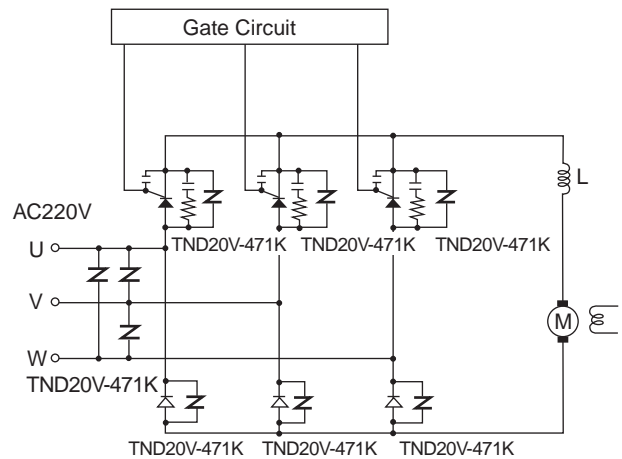 Gate Circuit
L
AC220V
TND20V-471K TND20V-471K TND20V-471K
U
V
M
W
TND20V-471K
TND20V-471K TND20V-471K TND20V-471K